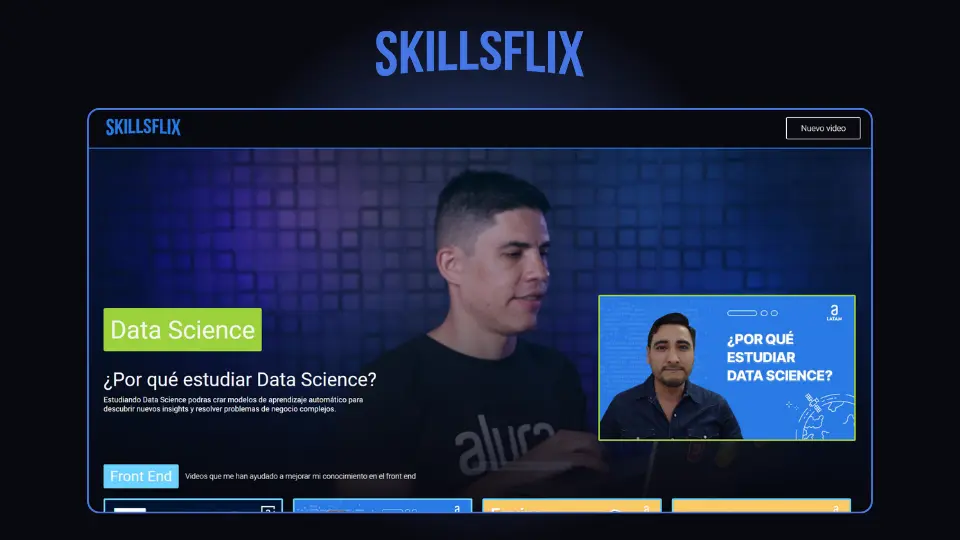 SKILLSFLIX
SKILLSFLIX
Nuevo video
Data Science
¿Por qué estudiar Data Science?
Estudiando Data Science podras crar modelos de aprendizaje automático para
descubrir nuevos insights y resolver problemas de negocio complejos.
alura
a
LATAM
¿POR QUÉ
ESTUDIAR
DATA SCIENCE?
Front End
Videos que me han ayudado a mejorar mi conocimiento en el front end